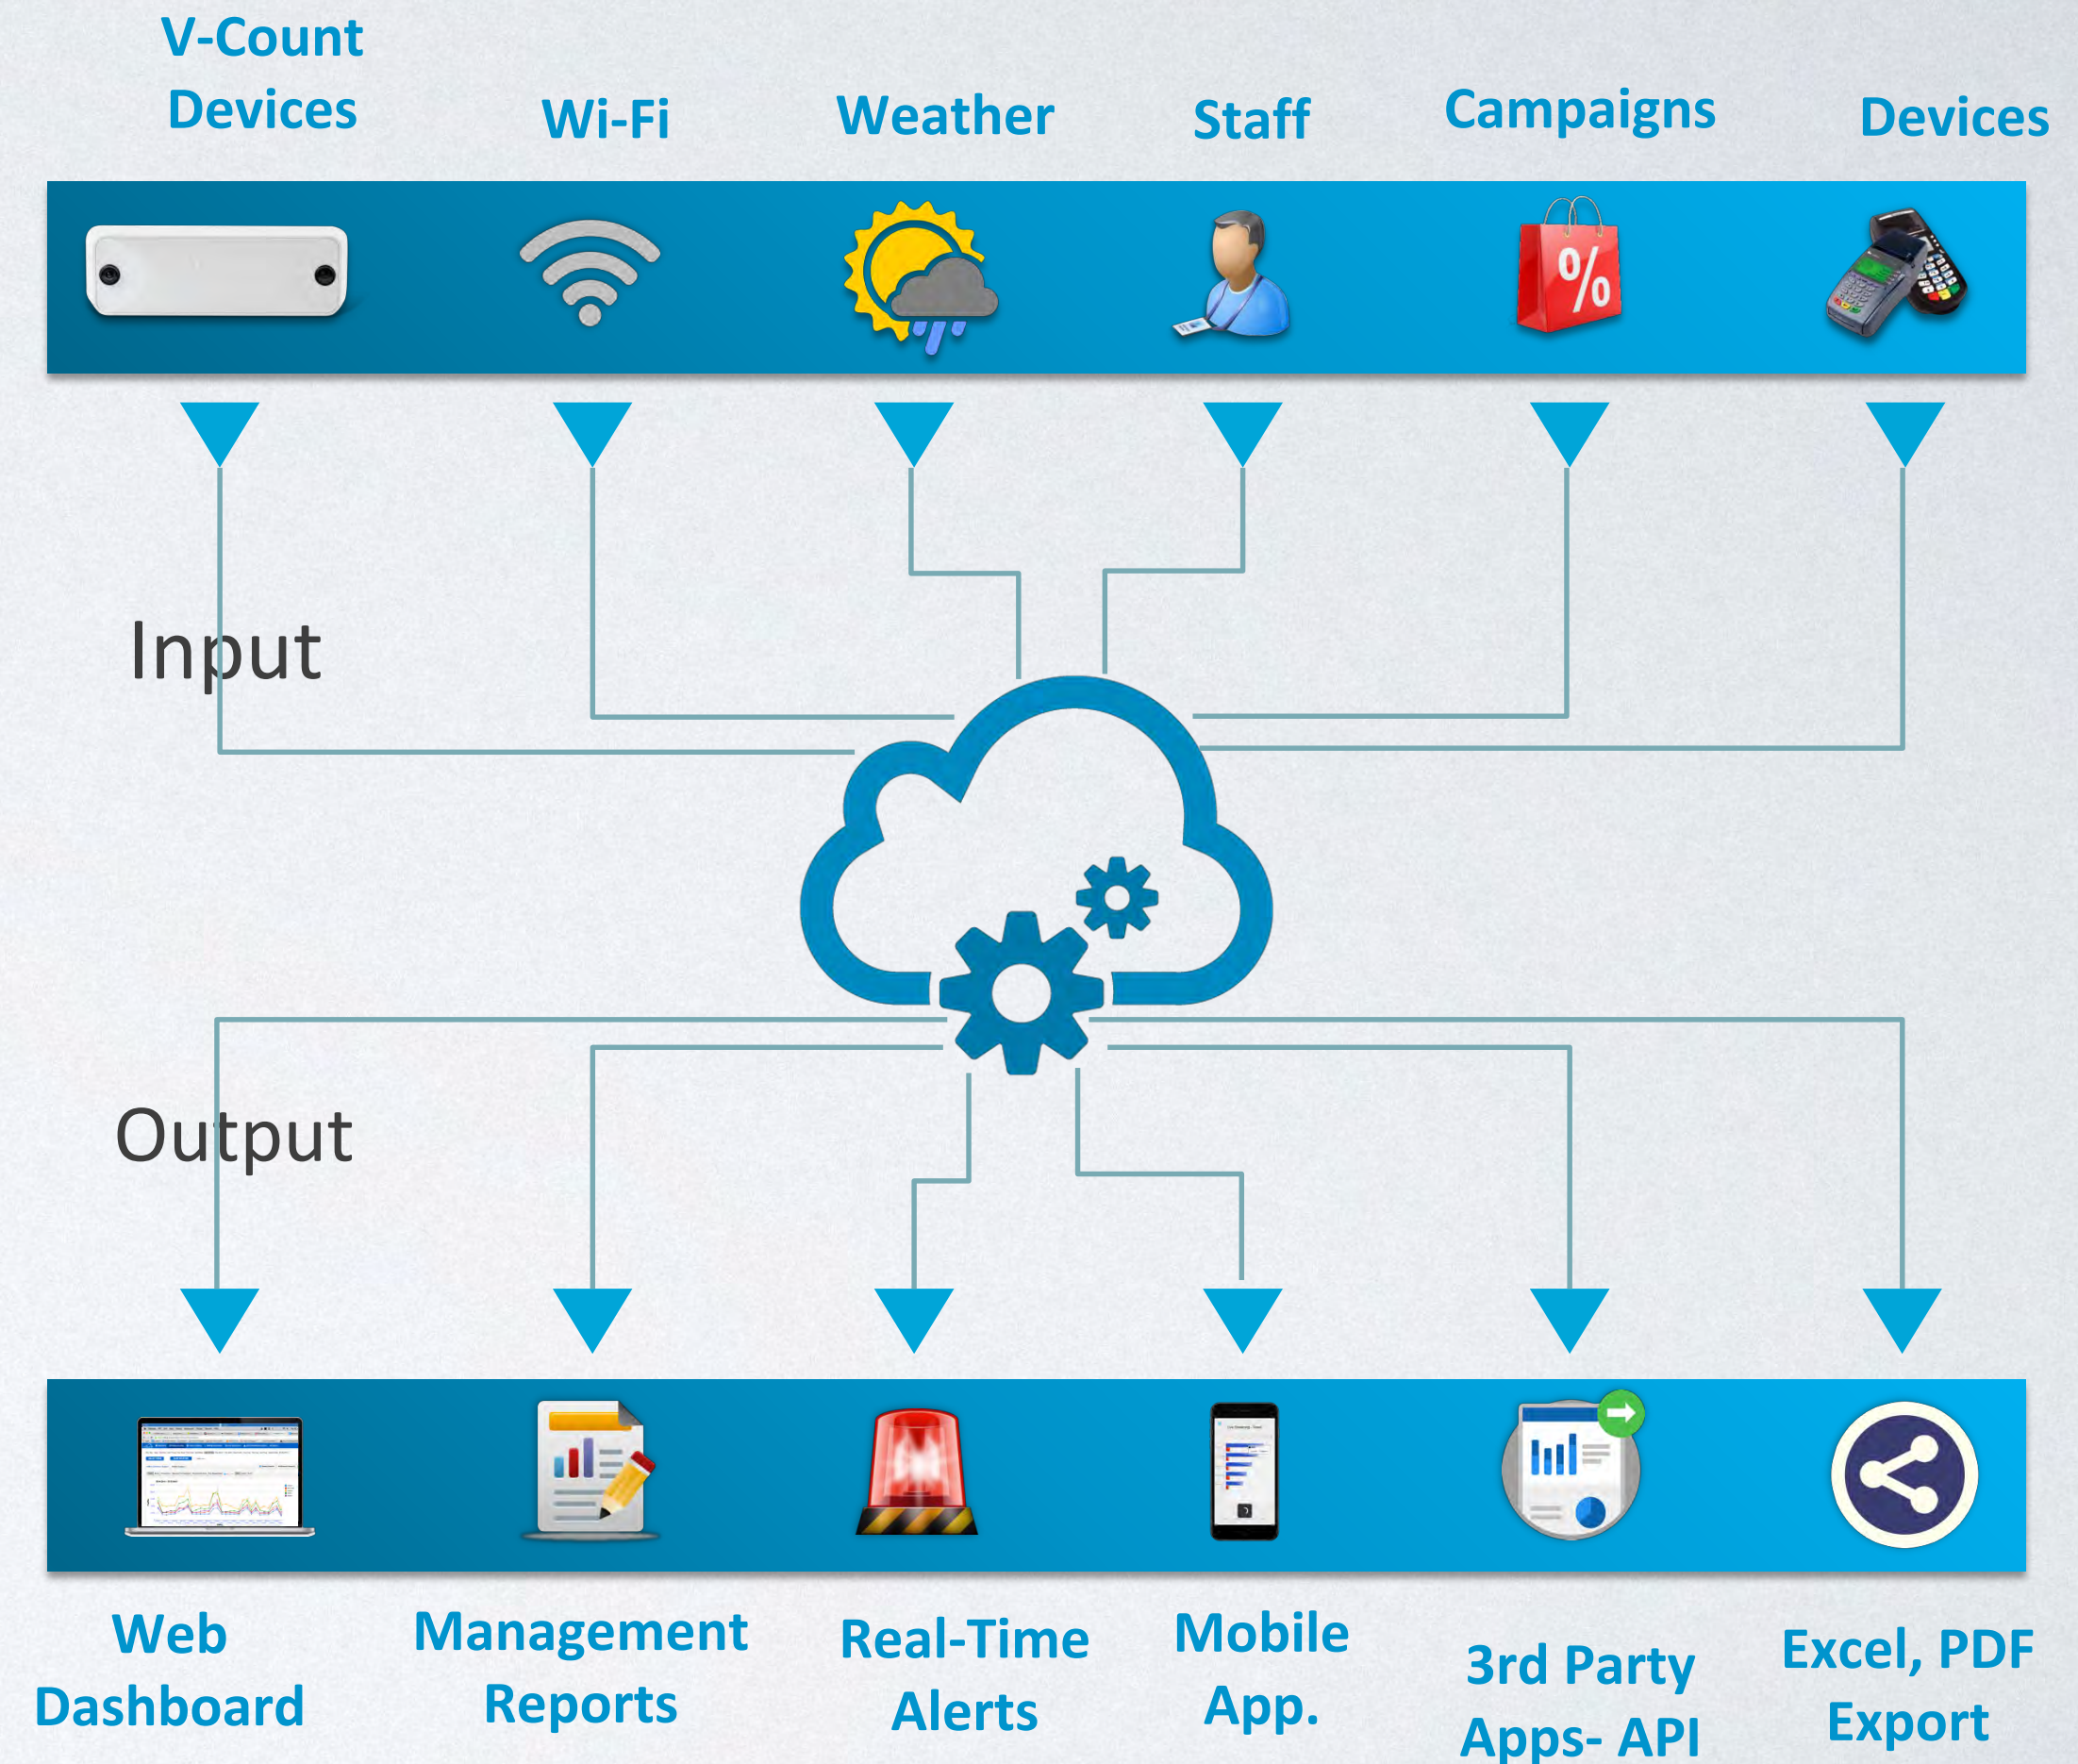 V-Count
Devices
Wi-Fi
Weather
Staff
Campaigns
Devices
%
Input
Output
Web
Dashboard
Management
Reports
Real-Time
Alerts
Mobile
App.
3rd Party
Apps- API
Excel, PDF
Export